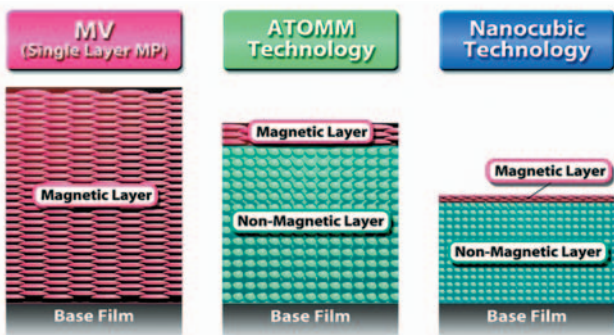 MV
(Single Layer MP)
Magnetic Layer
Base Film
ATOMM
Technology
Magnetic Layer
Non-Magnetic Layer
Base Film
Nanocubic
Technology
Magnetic Layer
Non-Magnetic Layer
Base Film